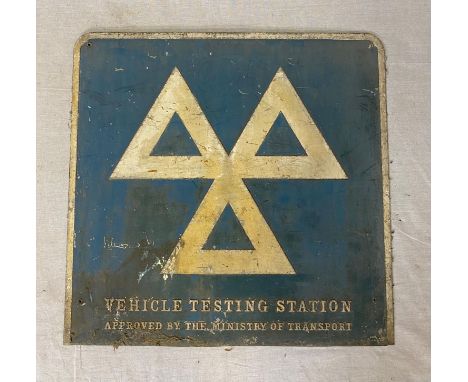 VEHICLE TESTING STATION
APPROVED BY THE MINISTRY OF TRANSPORT